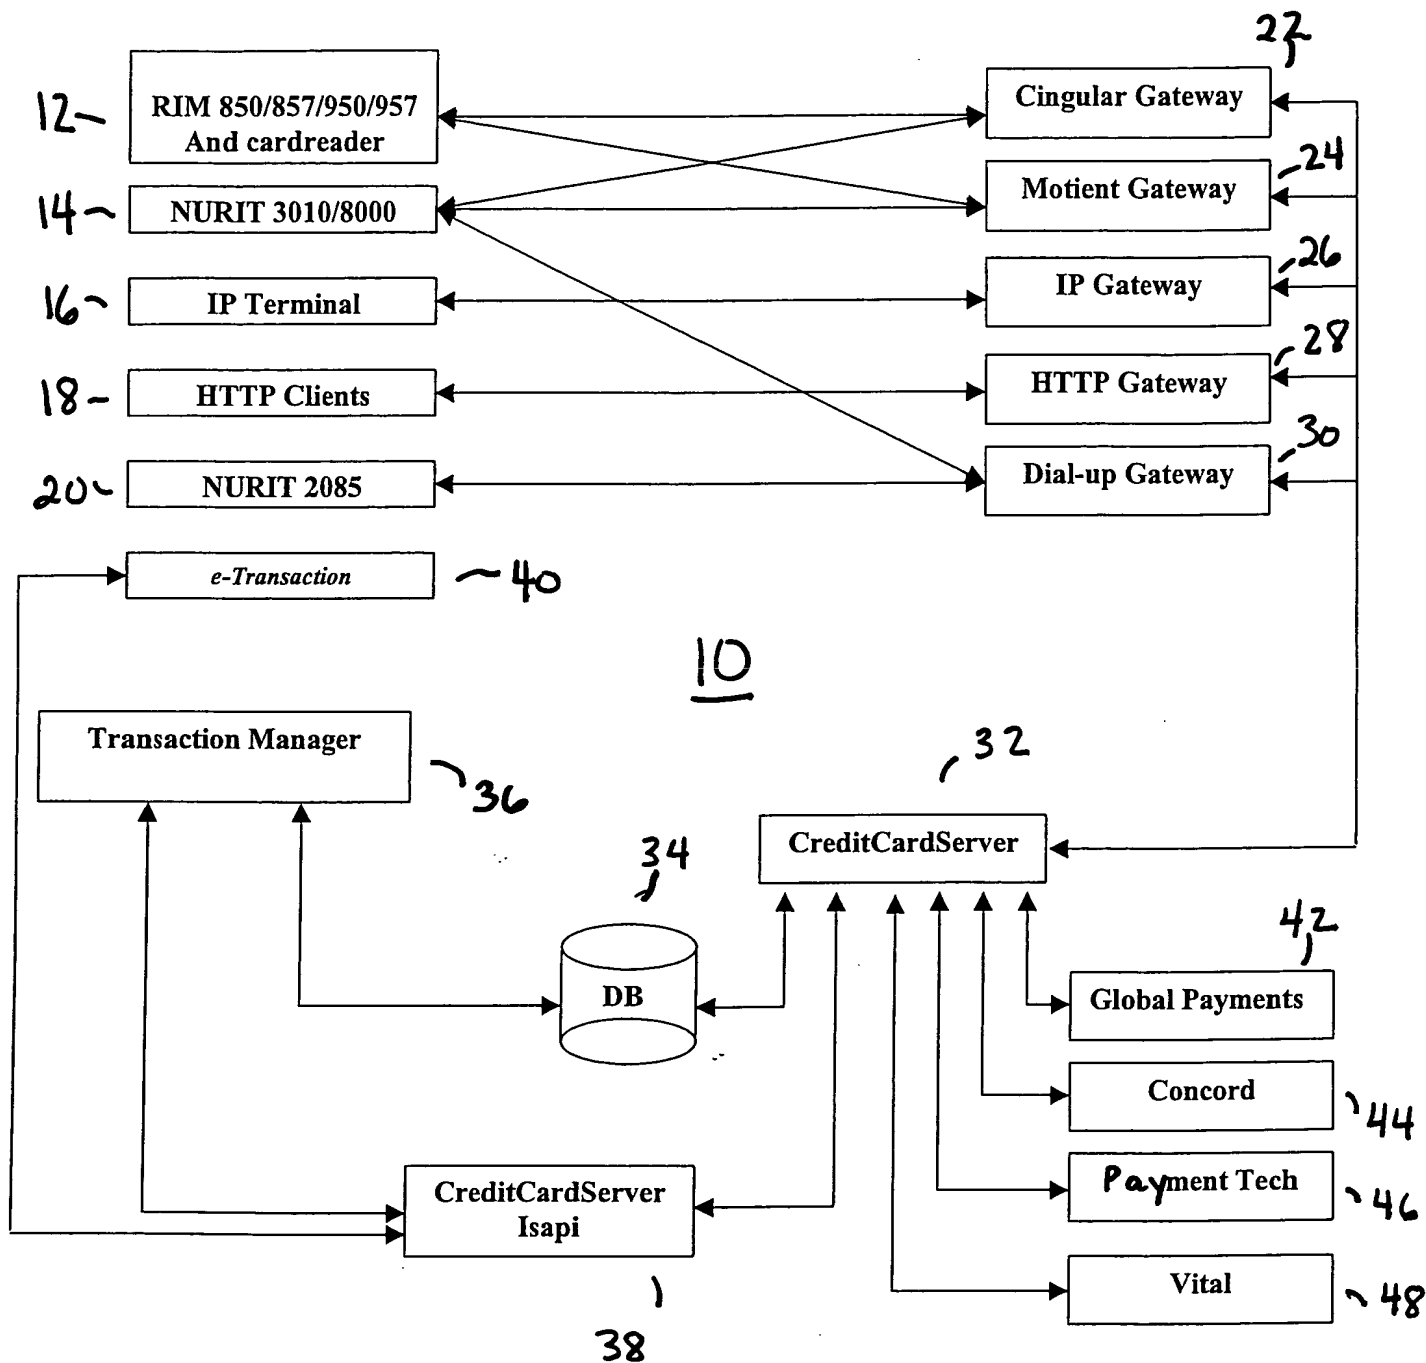 22
12
RIM 850/857/950/957
And cardreader
Cingular Gateway
24
14
NURIT 3010/8000
Motient Gateway
26
16
IP Terminal
IP Gateway
28
18
HTTP Clients
HTTP Gateway
30
20
NURIT 2085
Dial-up Gateway
e-Transaction
40
10
Transaction Manager
36
32
CreditCardServer
34
DB
42
Global Payments
Concord
44
Payment Tech
46
CreditCardServer
Isapi
38
Vital
48